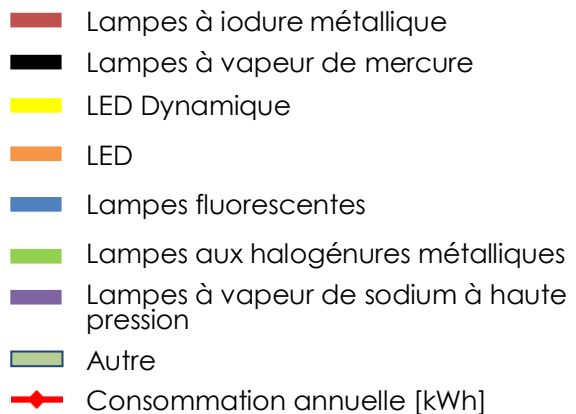 Lampes à iodure métallique
Lampes à vapeur de mercure
LED Dynamique
LED
Lampes fluorescentes
Lampes aux halogénures métalliques
Lampes à vapeur de sodium à haute
pression
Autre
Consommation annuelle [kWh]